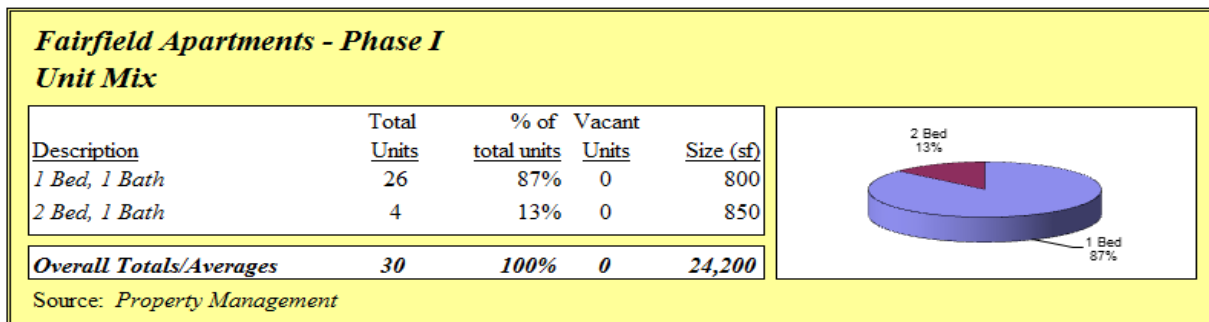 Fairfield Apartments - Phase I
Unit Mix
Total % of Vacant
Description Units total units Units Size (sf)
1 Bed, 1 Bath 26 87% 0 800
2 Bed, 1 Bath 4 13% 0 850
Overall Totals/Averages 30 100% 0 24,200
Source: Property Management
2 Bed
13%
1 Bed
87%